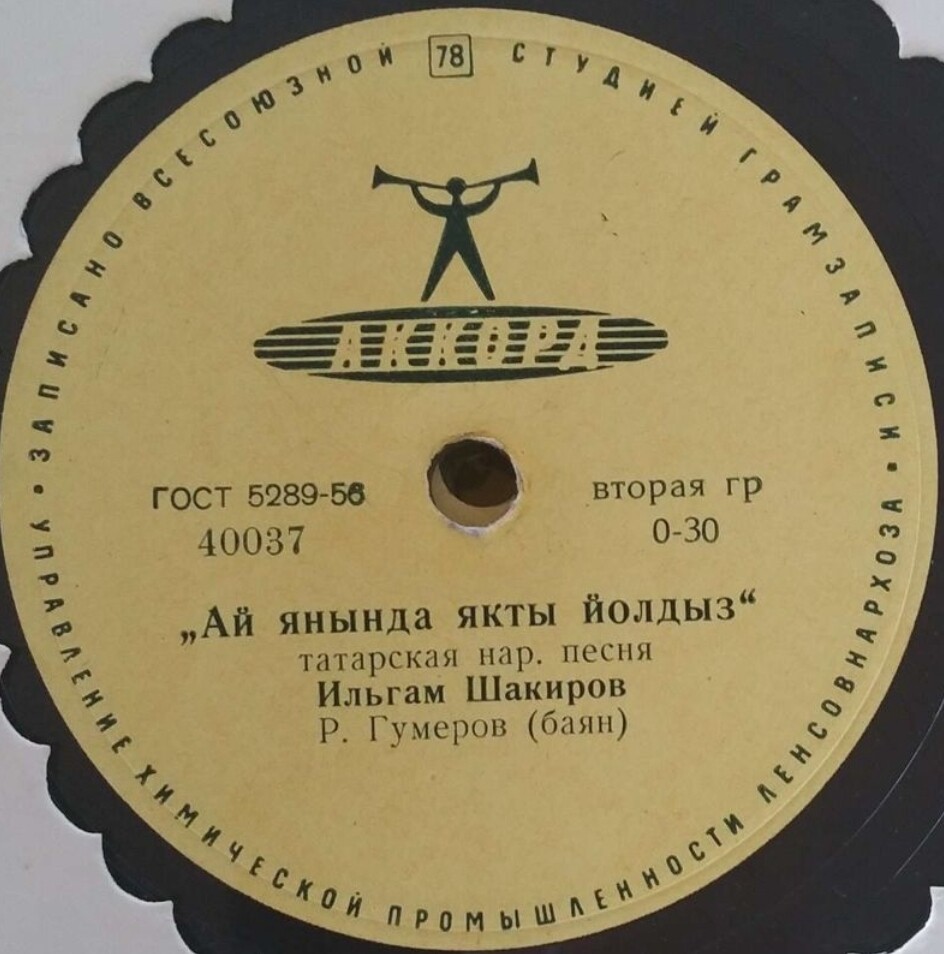 ЗАПИСАНО ВСЕСОЮЗНОЙ 78 СТУДИЕЙ ГРАМЗАПИСИ
АККОРД
ГОСТ 5289-56
вторая гр
40037
0-30
„Ай янында якты йолдыз“
татарская нар. песня
Ильгам Шакиров
Р. Гумеров (баян)
УПРАВЛЕНИЕ ХИМИЧЕСКОЙ ПРОМЫШЛЕННОСТИ ЛЕНСОВНАРХОЗА